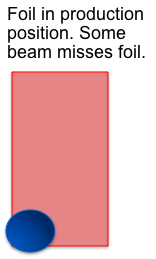 Foil in production
position. Some
beam misses foil.